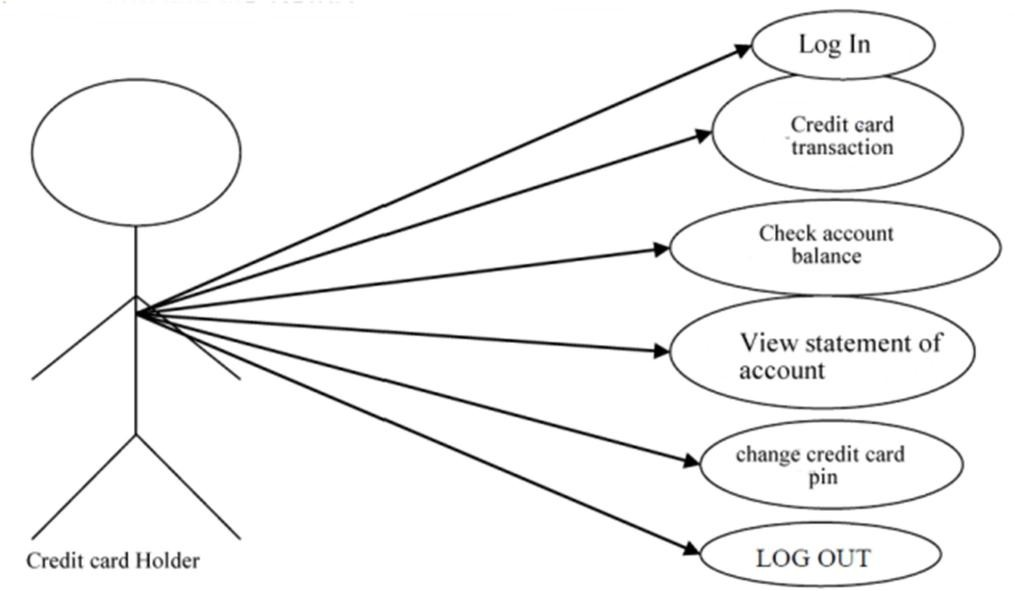 Log In
Credit card
transaction
Check account
balance
View statement of
account
change credit card
pin
LOG OUT
Credit card Holder